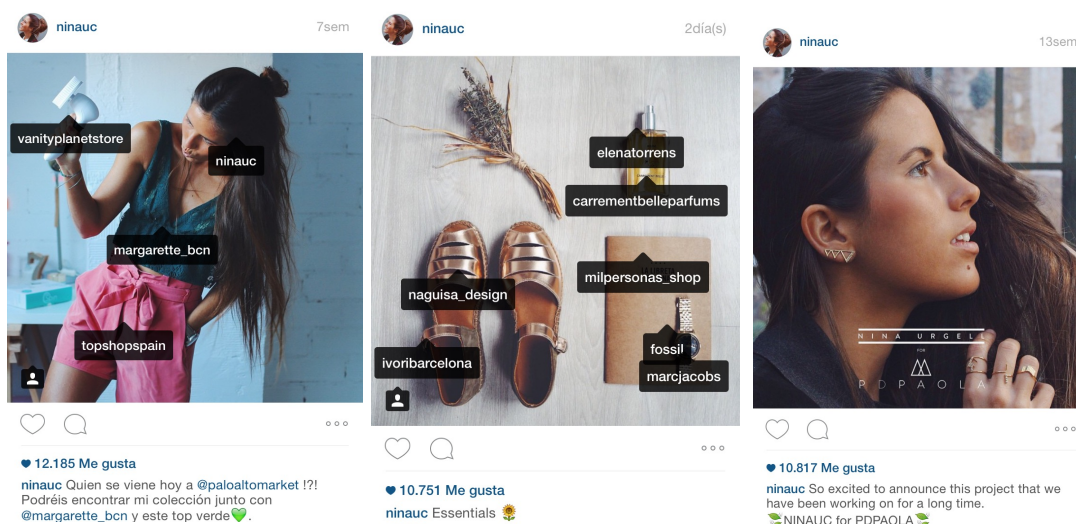 ninauc
7sem
vanityplanetstore
ninauc
margarette_bcn
topshopspain
12.185 Me gusta
ninauc Quien se viene hoy a @paloaltomarket !?!
Podréis encontrar mi colección junto con
@margarette_bcn y este top verde💚.
ninauc
2día(s)
elenatorrens
carrementbelleparfums
milpersonas_shop
naguisa_design
fossil
ivoribarcelona
marcjacobs
10.751 Me gusta
ninauc Essentials 🌻
ninauc
13sem
NINA URGELL
FOR
PDPAOLA
10.817 Me gusta
ninauc So excited to announce this project that we
have been working on for a long time.
🍃NINAUC for PDPAOLA🍃